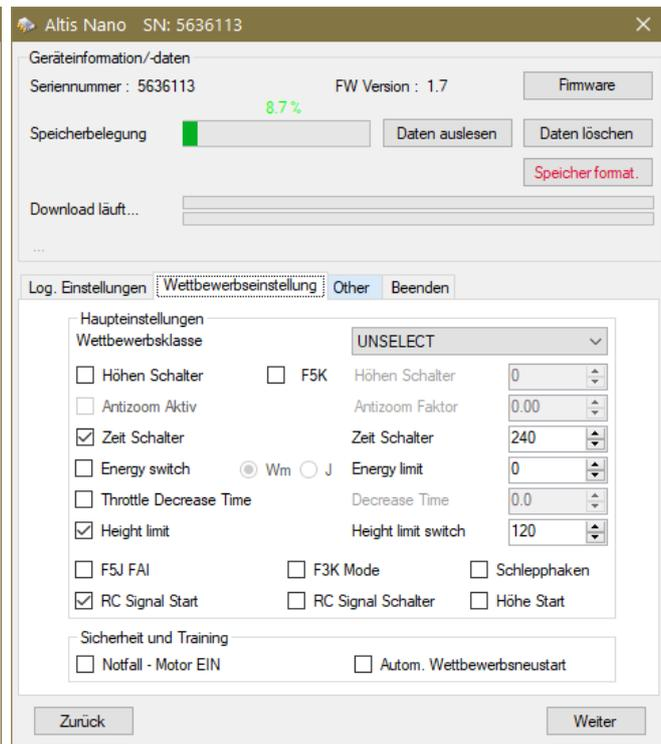 Altis Nano SN: 5636113
Geräteinformation/-daten
Seriennummer : 5636113 FW Version : 1.7 Firmware
8.7 %
Speicherbelegung Daten auslesen Daten löschen
Speicher format.
Download läuft...
...
Log. Einstellungen Wettbewerbseinstellung Other Beenden
Haupteinstellungen
Wettbewerbsklasse UNSELECT
Höhen Schalter F5K Höhen Schalter 0
Antizoom Aktiv Antizoom Faktor 0.00
Zeit Schalter Zeit Schalter 240
Energy switch Wm J Energy limit 0
Throttle Decrease Time Decrease Time 0.0
Height limit Height limit switch 120
F5J FAI F3K Mode Schlepphaken
RC Signal Start RC Signal Schalter Höhe Start
Sicherheit und Training
Notfall - Motor EIN Autom. Wettbewerbsneustart
Zurück Weiter